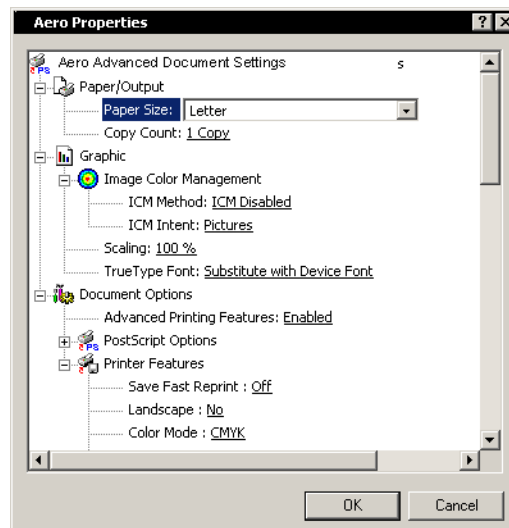 Aero Properties
Aero Advanced Document Settings s
Paper/Output
Paper Size: Letter
Copy Count: 1 Copy
Graphic
Image Color Management
ICM Method: ICM Disabled
ICM Intent: Pictures
Scaling: 100 %
TrueType Font: Substitute with Device Font
Document Options
Advanced Printing Features: Enabled
PostScript Options
Printer Features
Save Fast Reprint : Off
Landscape : No
Color Mode : CMYK
OK Cancel